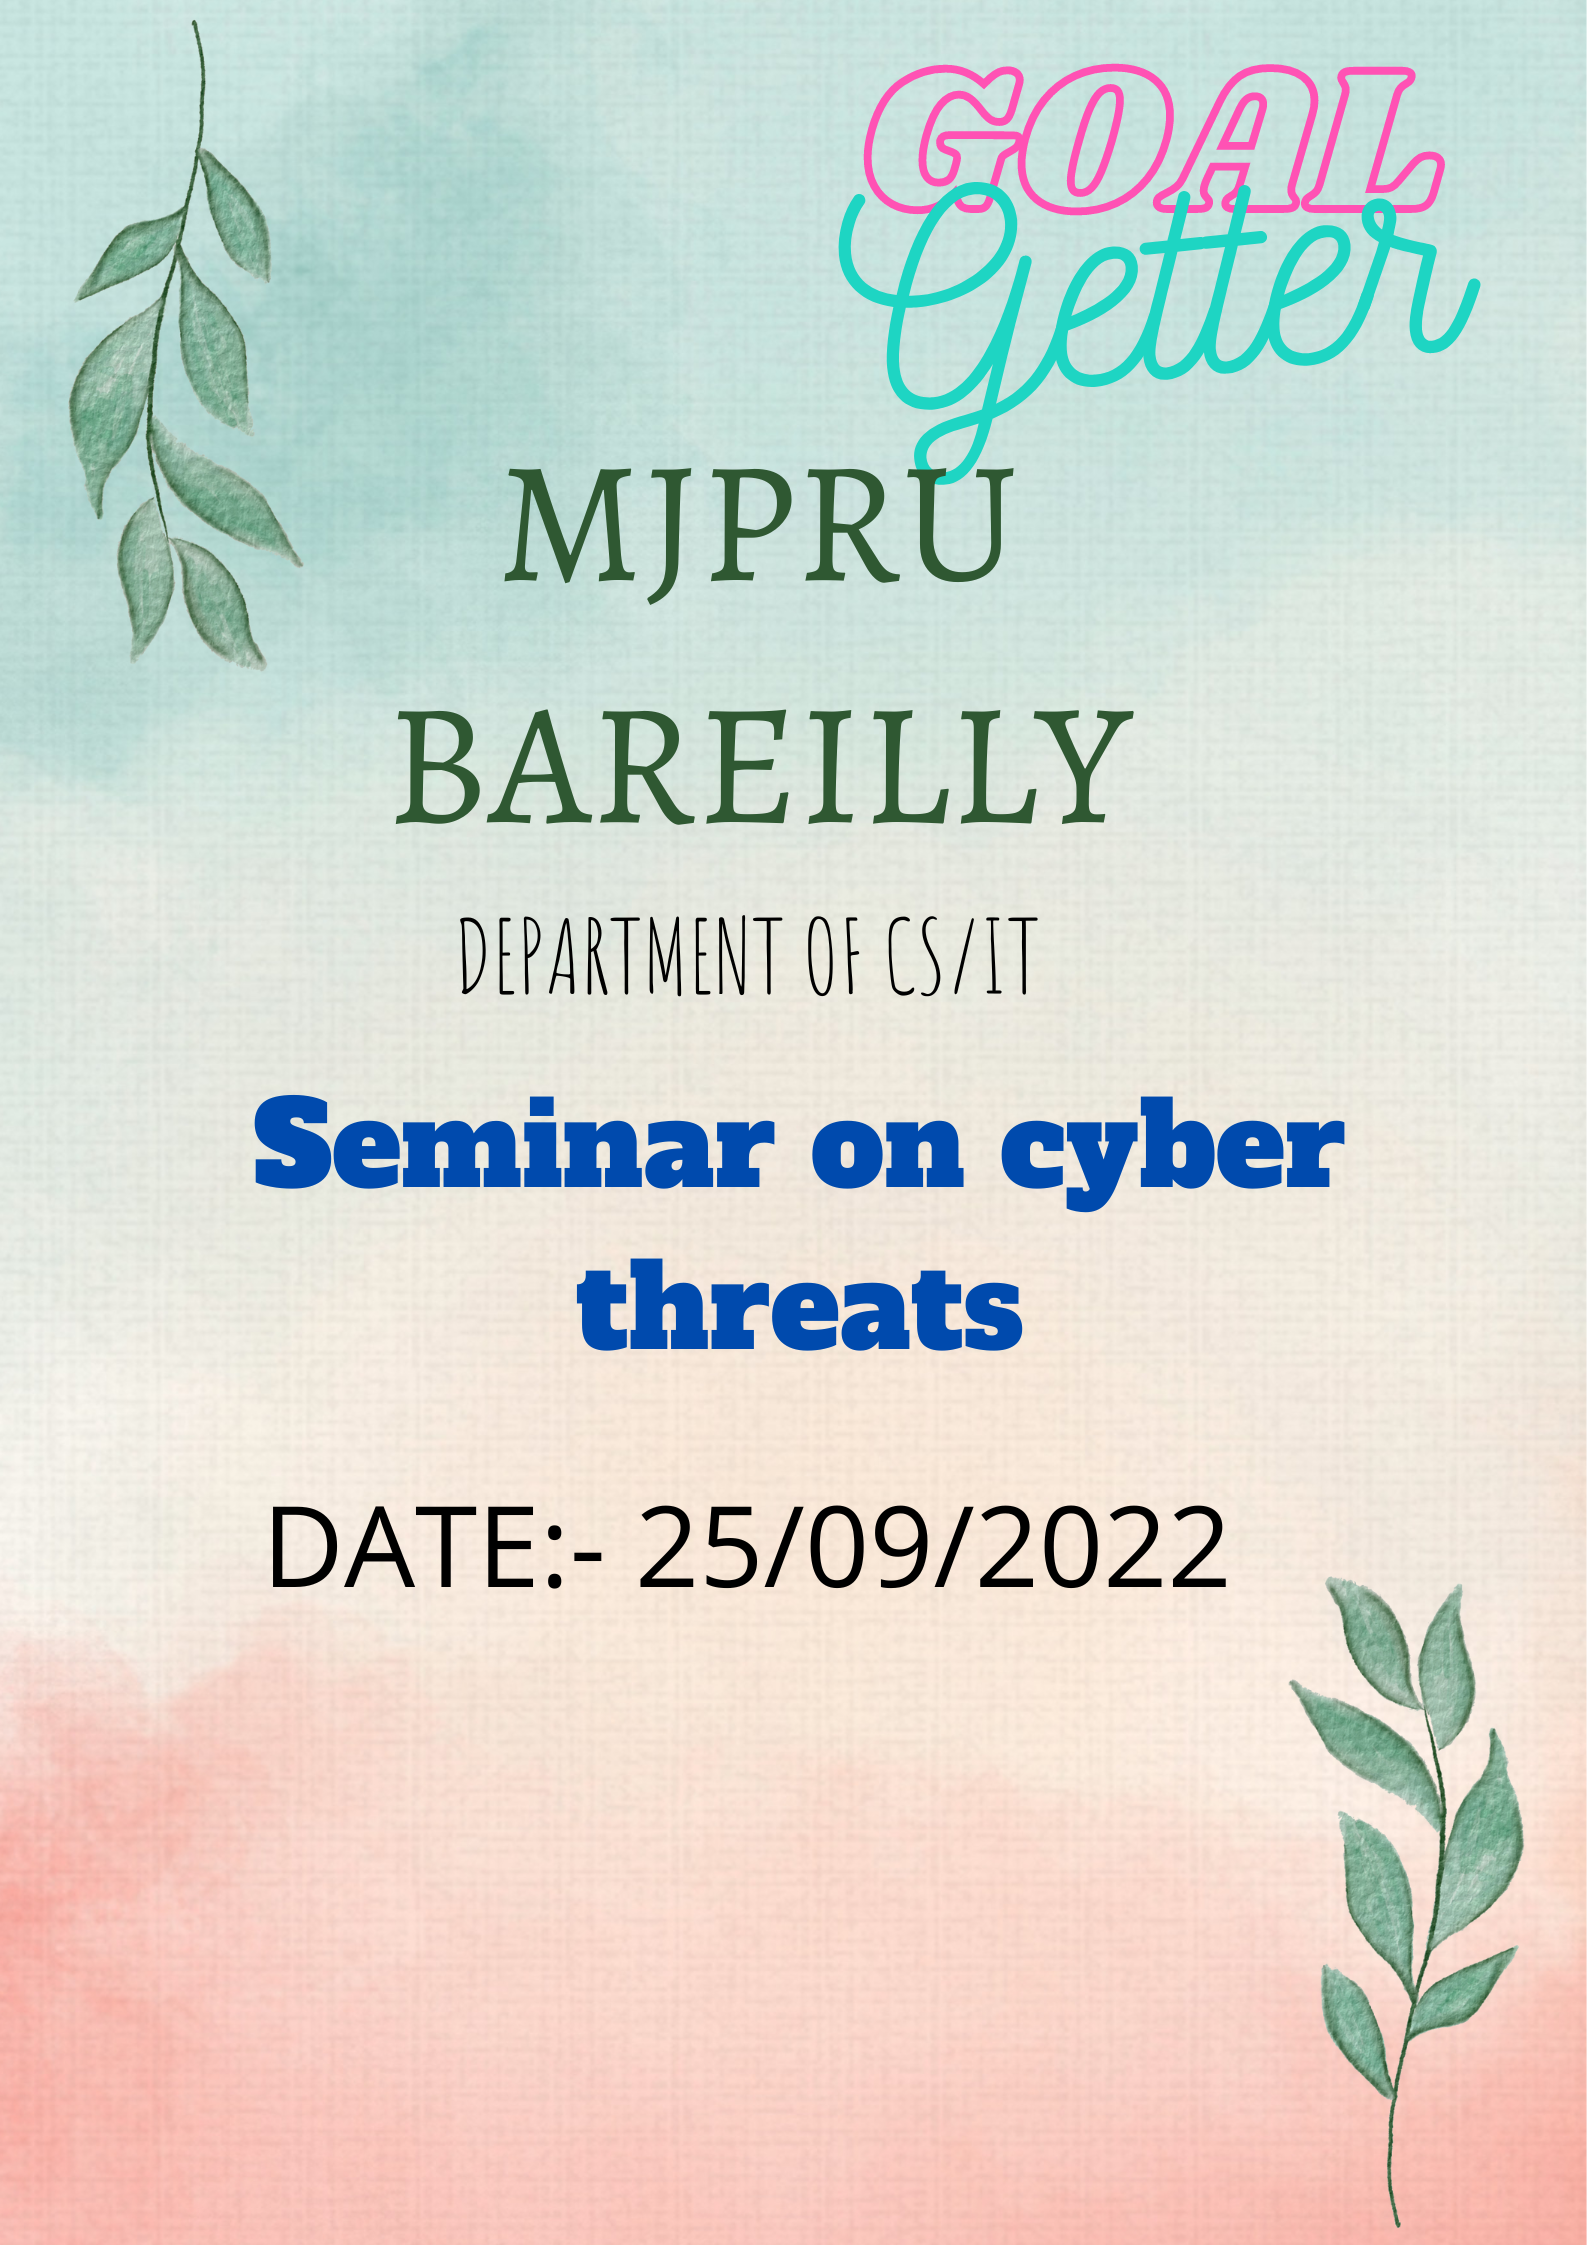 GOAL
Getter
MJPRU
BAREILLY
DEPARTMENT OF CS/IT
Seminar on cyber
threats
DATE:- 25/09/2022